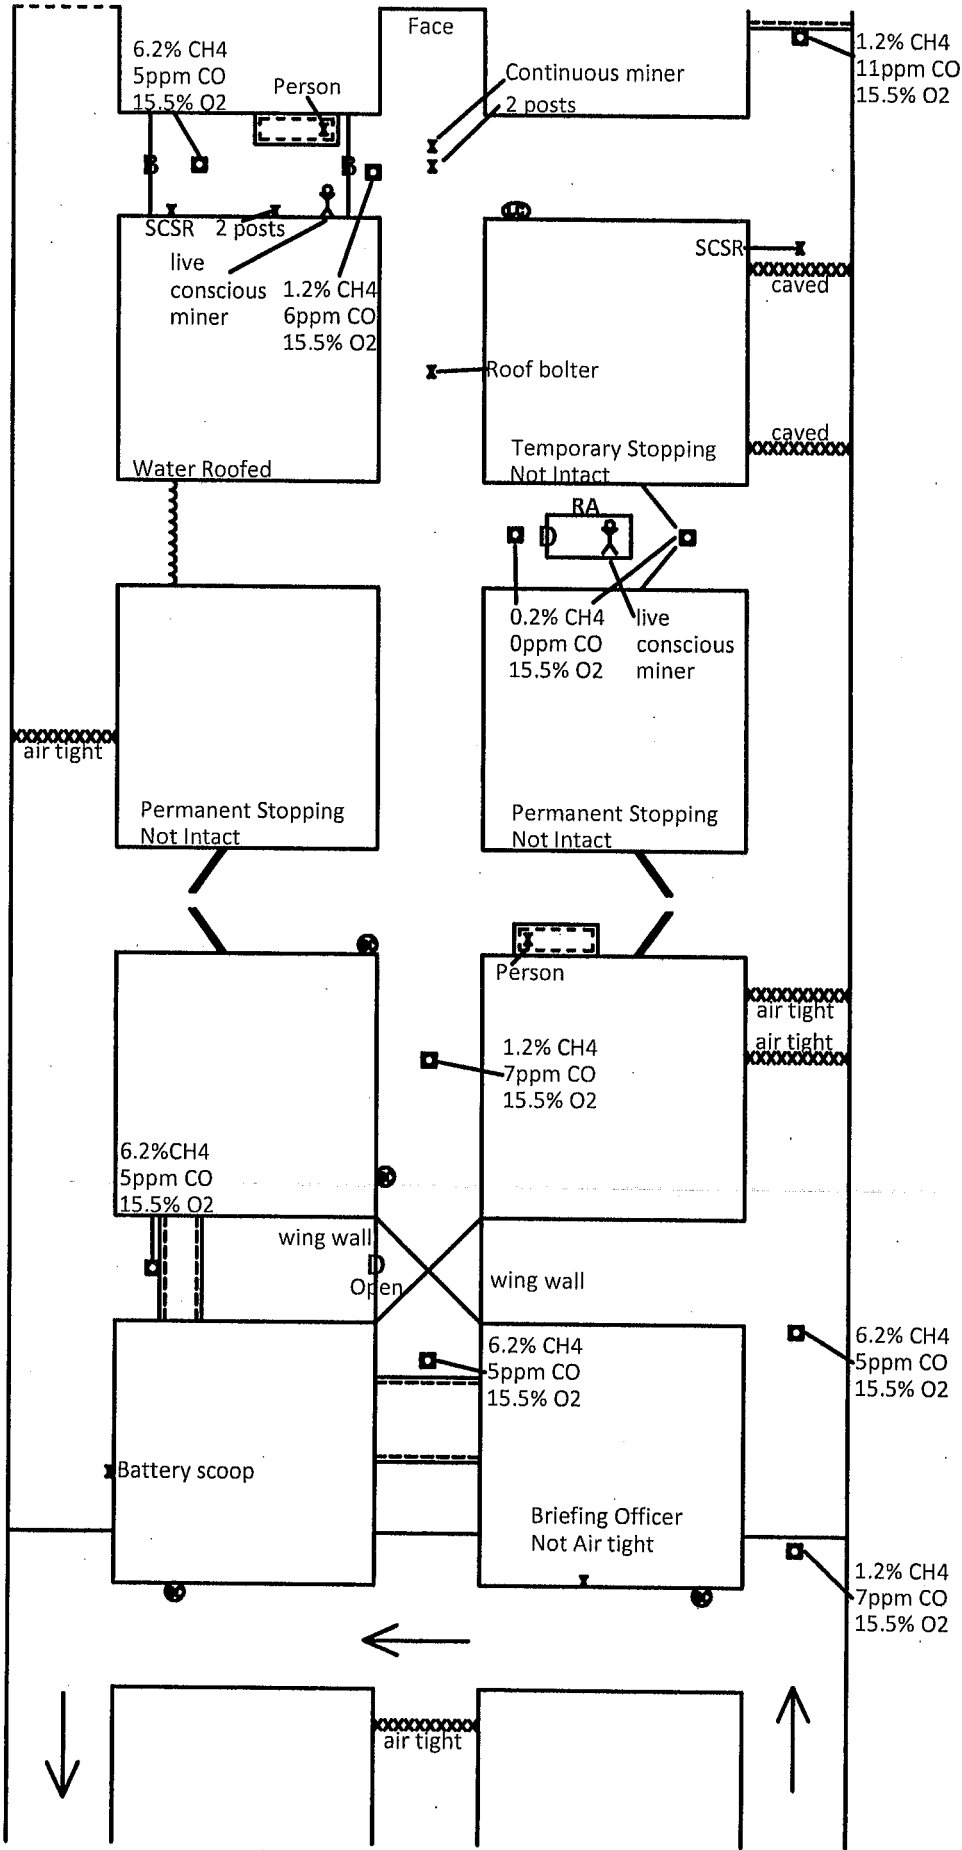 Face
6.2% CH4
5ppm CO
15.5% O2
Person
Continuous miner
2 posts
1.2% CH4
11ppm CO
15.5% O2
B
B
SCSR
2 posts
live
conscious
miner
1.2% CH4
6ppm CO
15.5% O2
SCSR
caved
Roof bolter
caved
Temporary Stopping
Not Intact
Water Roofed
RA
D
0.2% CH4
0ppm CO
15.5% O2
live
conscious
miner
air tight
Permanent Stopping
Not Intact
Permanent Stopping
Not Intact
Person
air tight
air tight
1.2% CH4
7ppm CO
15.5% O2
6.2%CH4
5ppm CO
15.5% O2
wing wall
D
Open
wing wall
6.2% CH4
5ppm CO
15.5% O2
6.2% CH4
5ppm CO
15.5% O2
Battery scoop
Briefing Officer
Not Air tight
1.2% CH4
7ppm CO
15.5% O2
air tight